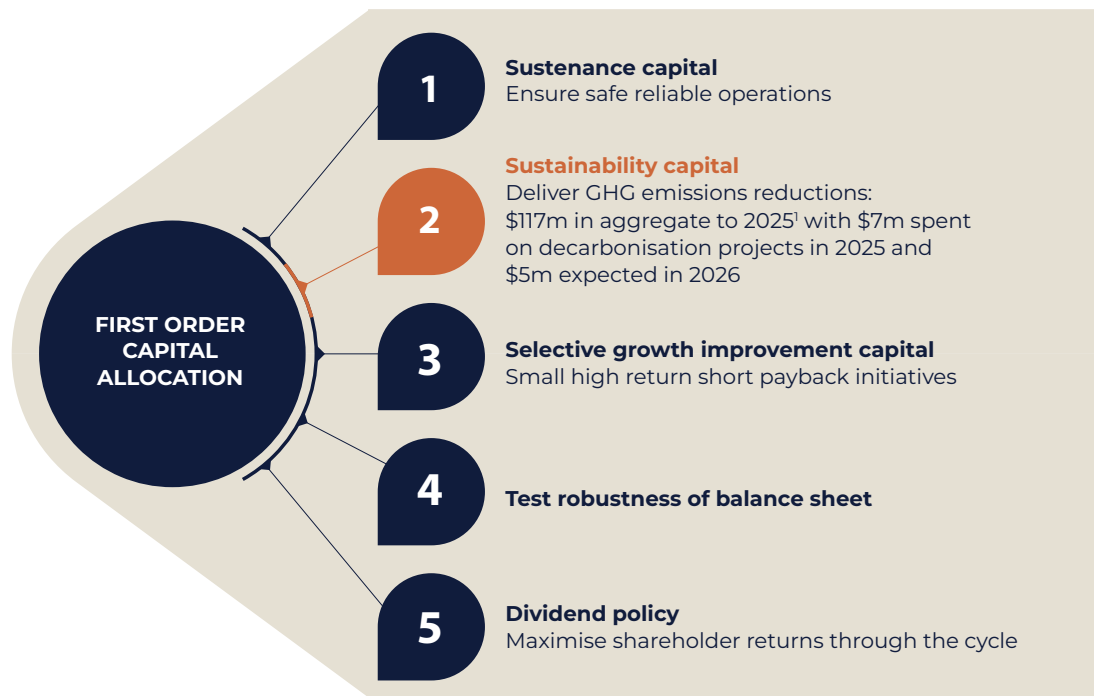 FIRST ORDER
CAPITAL
ALLOCATION
1
Sustenance capital
Ensure safe reliable operations
2
Sustainability capital
Deliver GHG emissions reductions:
$117m in aggregate to 2025¹ with $7m spent
on decarbonisation projects in 2025 and
$5m expected in 2026
3
Selective growth improvement capital
Small high return short payback initiatives
4
Test robustness of balance sheet
5
Dividend policy
Maximise shareholder returns through the cycle